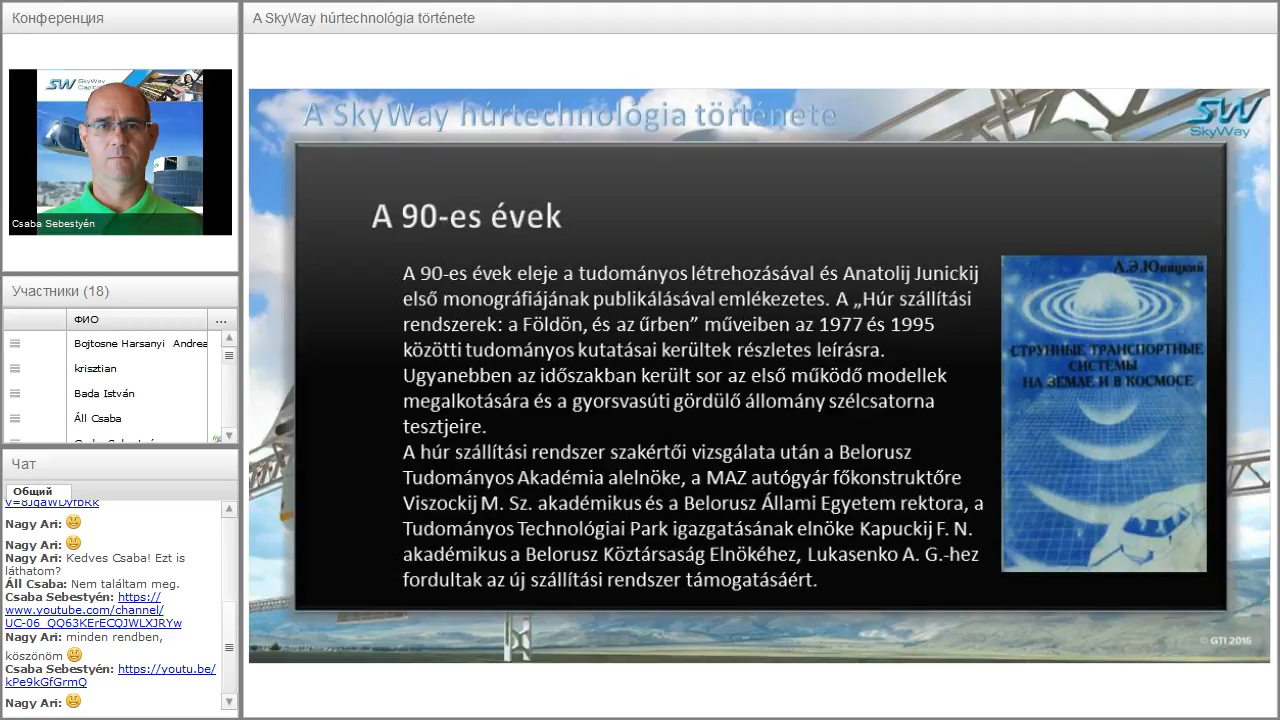 Конференция
SW SkyWay
Csaba Sebestyén
Участники (18)
ФИО
...
Bojtosne Harsanyi Andrea
krisztian
Bada István
Áll Csaba
Чат
Общий
Nagy Ari:
Nagy Ari:
Nagy Ari: Kedves Csaba! Ezt is
láthatom?
Áll Csaba: Nem találtam meg.
Csaba Sebestyén: https://
www.youtube.com/channel/
UC-06_QQ63KErECQJWLXJRYw
Nagy Ari: minden rendben,
köszönöm
Csaba Sebestyén: https://youtu.be/
kPe9kGfGrmQ
Nagy Ari:
A SkyWay húrtechnológia története
A SkyWay húrtechnológia története
SW
SkyWay
A 90-es évek
A 90-es évek eleje a tudományos létrehozásával és Anatolij Junickij
első monográfiájának publikálásával emlékezetes. A „Húr szállítási
rendszerek: a Földön, és az űrben” műveiben az 1977 és 1995
közötti tudományos kutatásai kerültek részletes leírásra.
Ugyanebben az időszakban került sor az első működő modellek
megalkotására és a gyorsvasúti gördülő állomány szélcsatorna
tesztjeire.
A húr szállítási rendszer szakértői vizsgálata után a Belorusz
Tudományos Akadémia alelnöke, a MAZ autógyár főkonstruktőre
Viszockij M. Sz. akadémikus és a Belorusz Állami Egyetem rektora, a
Tudományos Technológiai Park igazgatásának elnöke Kapuckij F. N.
akadémikus a Belorusz Köztársaság Elnökéhez, Lukasenko A. G.-hez
fordultak az új szállítási rendszer támogatásáért.
А.Э.Юницкий
СТРУННЫЕ ТРАНСПОРТНЫЕ
СИСТЕМЫ
НА ЗЕМЛЕ И В КОСМОСЕ
© GTI 2016